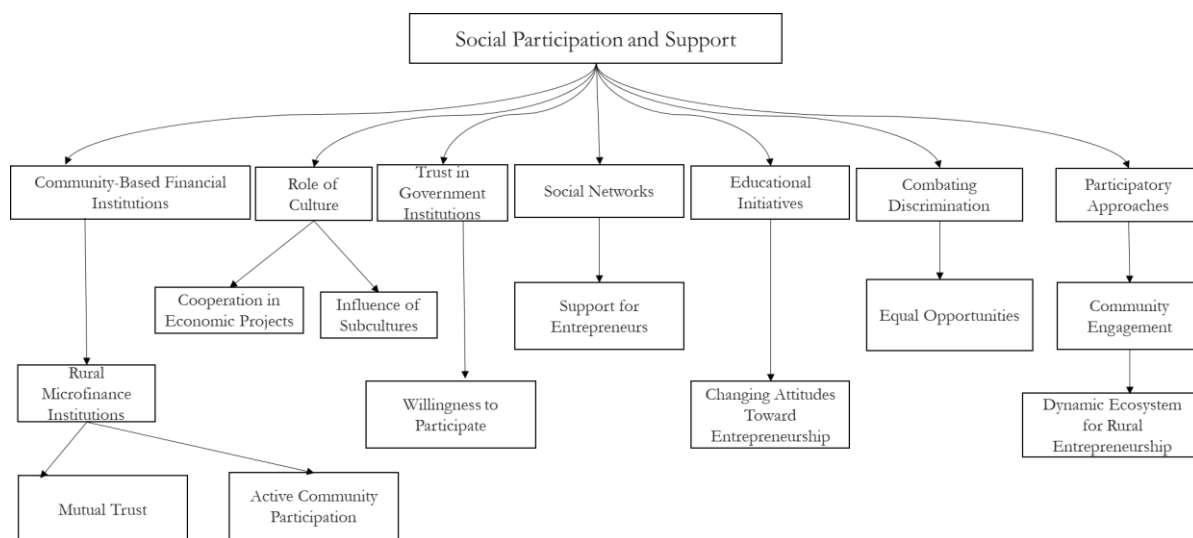 Social Participation and Support
Community-Based Financial
Institutions
Role of
Culture
Trust in
Government
Institutions
Social Networks
Educational
Initiatives
Combating
Discrimination
Participatory
Approaches
Cooperation in
Economic Projects
Influence of
Subcultures
Support for
Entrepreneurs
Equal Opportunities
Community
Engagement
Rural
Microfinance
Institutions
Willingness to
Participate
Changing Attitudes
Toward
Entrepreneurship
Dynamic Ecosystem
for Rural
Entrepreneurship
Mutual Trust
Active Community
Participation